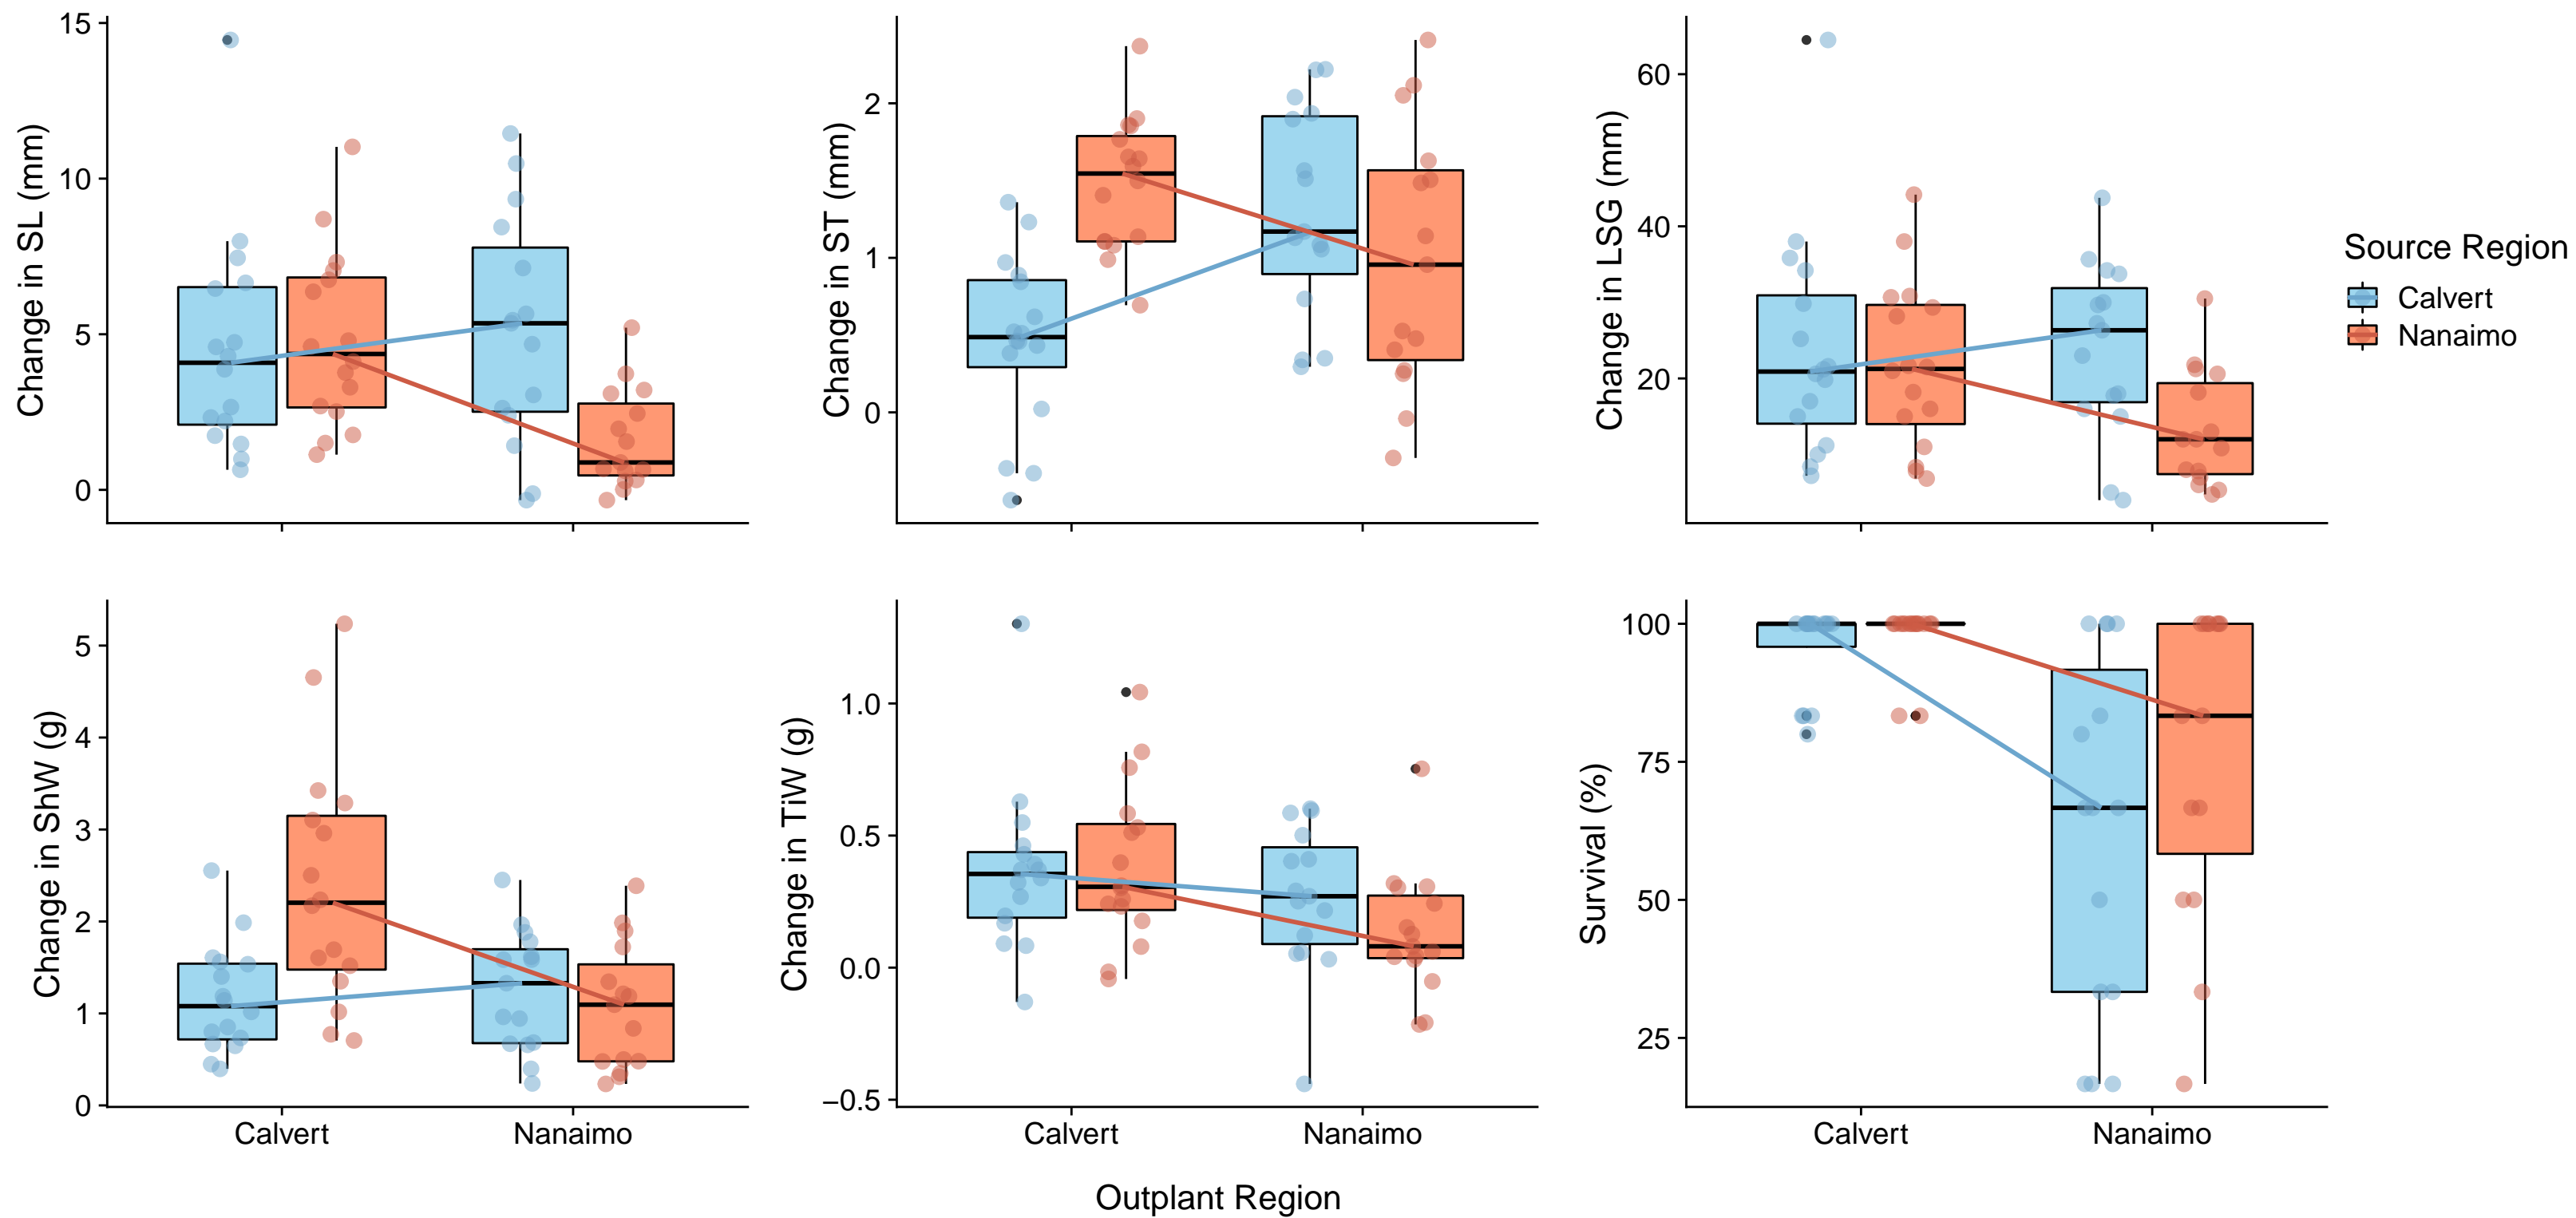 Change in SL (mm)
15
10
5
0
Change in ST (mm)
2
1
0
Change in LSG (mm)
60
40
20
Source Region
Calvert
Nanaimo
Change in ShW (g)
5
4
3
2
1
0
Calvert
Nanaimo
Change in TiW (g)
1.0
0.5
0.0
−0.5
Calvert
Nanaimo
Survival (%)
100
75
50
25
Calvert
Nanaimo
Outplant Region